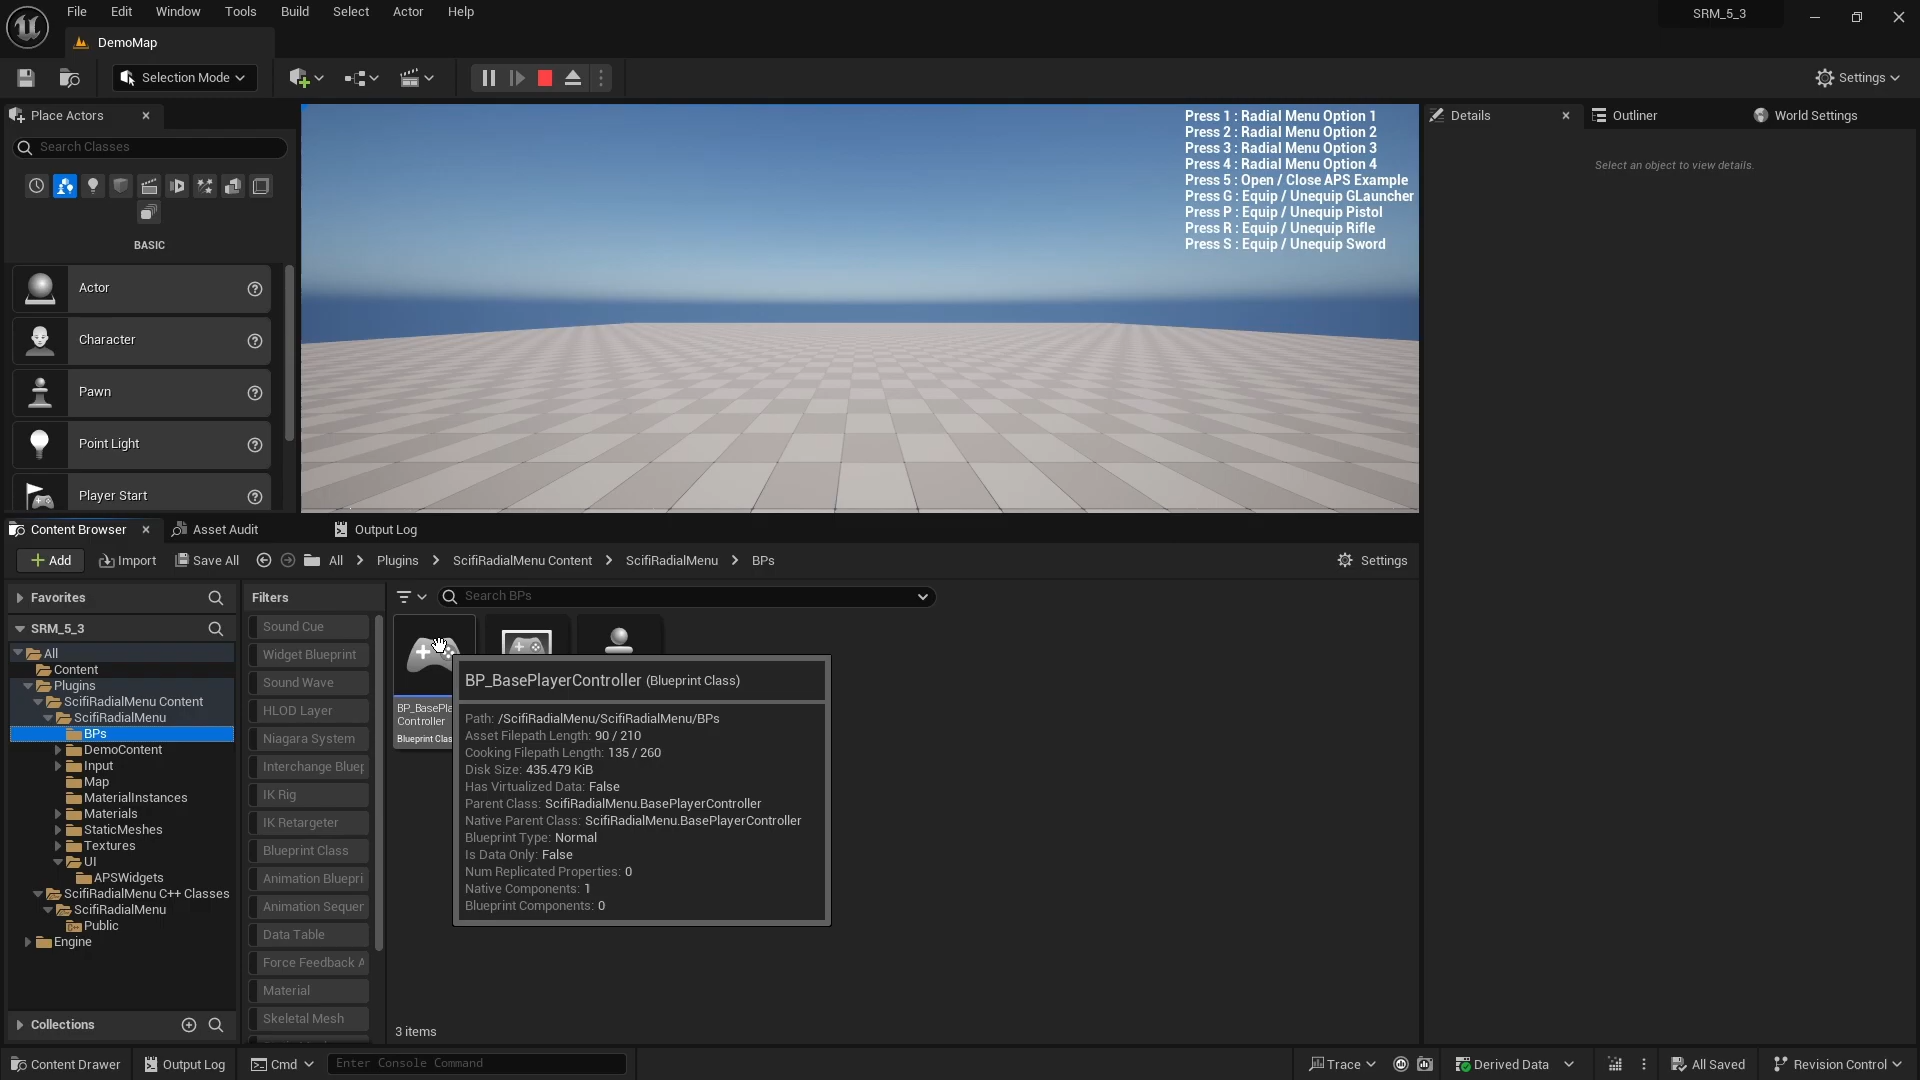 File Edit Window Tools Build Select Actor Help
SRM_5_3
DemoMap
Selection Mode
Settings
Place Actors
Search Classes
BASIC
Actor
Character
Pawn
Point Light
Player Start
Press 1 : Radial Menu Option 1
Press 2 : Radial Menu Option 2
Press 3 : Radial Menu Option 3
Press 4 : Radial Menu Option 4
Press 5 : Open / Close APS Example
Press G : Equip / Unequip GLauncher
Press P : Equip / Unequip Pistol
Press R : Equip / Unequip Rifle
Press S : Equip / Unequip Sword
Details
Outliner
World Settings
Select an object to view details.
Content Browser
Asset Audit
Output Log
Add
Import
Save All
All > Plugins > ScifiRadialMenu Content > ScifiRadialMenu > BPs
Settings
Favorites
SRM_5_3
All
Content
Plugins
ScifiRadialMenu Content
ScifiRadialMenu
BPs
DemoContent
Input
Map
MaterialInstances
Materials
StaticMeshes
Textures
UI
APSWidgets
ScifiRadialMenu C++ Classes
ScifiRadialMenu
Public
Engine
Collections
Filters
Sound Cue
Widget Blueprint
Sound Wave
HLOD Layer
Niagara System
Interchange Bluep
IK Rig
IK Retargeter
Blueprint Class
Animation Bluepri
Animation Sequen
Data Table
Force Feedback A
Material
Skeletal Mesh
Search BPs
BP_BasePla
Controller
Blueprint Clas
BP_BasePlayerController (Blueprint Class)
Path: /ScifiRadialMenu/ScifiRadialMenu/BPs
Asset Filepath Length: 90 / 210
Cooking Filepath Length: 135 / 260
Disk Size: 435.479 KiB
Has Virtualized Data: False
Parent Class: ScifiRadialMenu.BasePlayerController
Native Parent Class: ScifiRadialMenu.BasePlayerController
Blueprint Type: Normal
Is Data Only: False
Num Replicated Properties: 0
Native Components: 1
Blueprint Components: 0
3 items
Content Drawer
Output Log
Cmd
Enter Console Command
Trace
Derived Data
All Saved
Revision Control